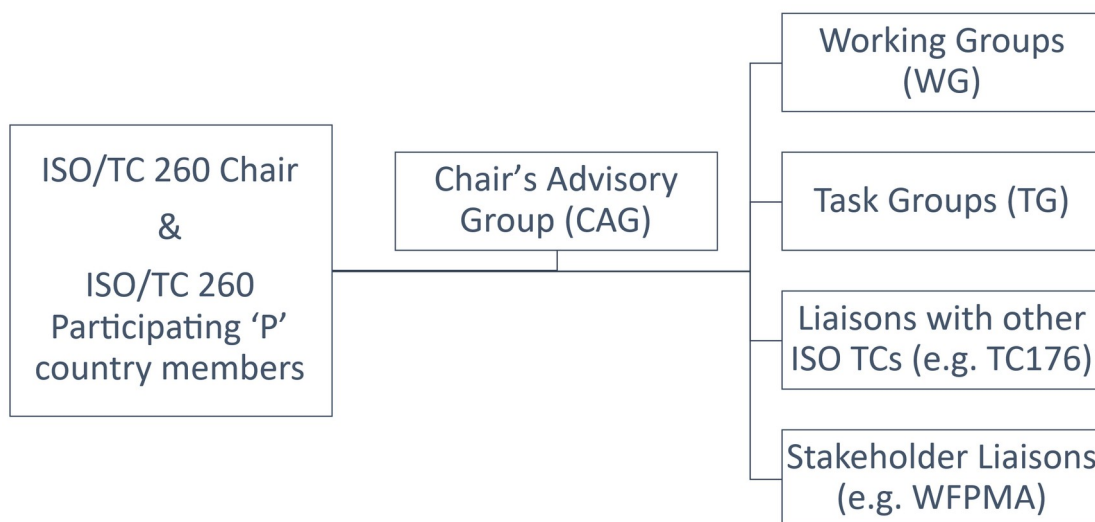 ISO/TC 260 Chair
&
ISO/TC 260
Participating ‘P’
country members
Chair’s Advisory
Group (CAG)
Working Groups
(WG)
Task Groups (TG)
Liaisons with other
ISO TCs (e.g. TC176)
Stakeholder Liaisons
(e.g. WFPMA)